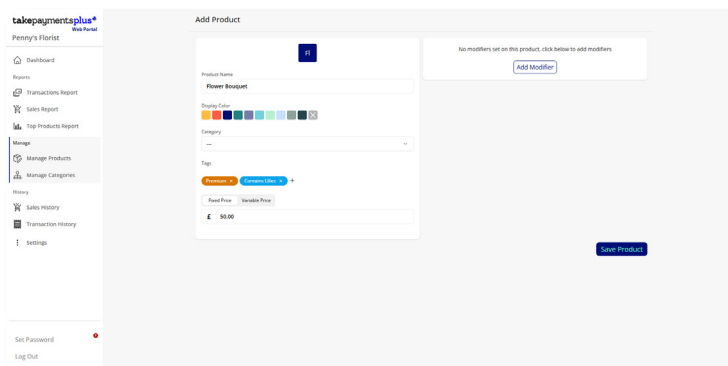 takepaymentsplus+
Web Portal
Penny's Florist
Dashboard
Reports
Transactions Report
Sales Report
Top Products Report
Manage
Manage Products
Manage Categories
History
Sales History
Transaction History
Settings
Set Password
Log Out
Add Product
Fl
Product Name
Flower Bouquet
Display Color
Category
---
Tags
Premium ×
Contains Lilies ×
+
Fixed Price
Variable Price
£ 50.00
No modifiers set on this product. click below to add modifiers
Add Modifier
Save Product